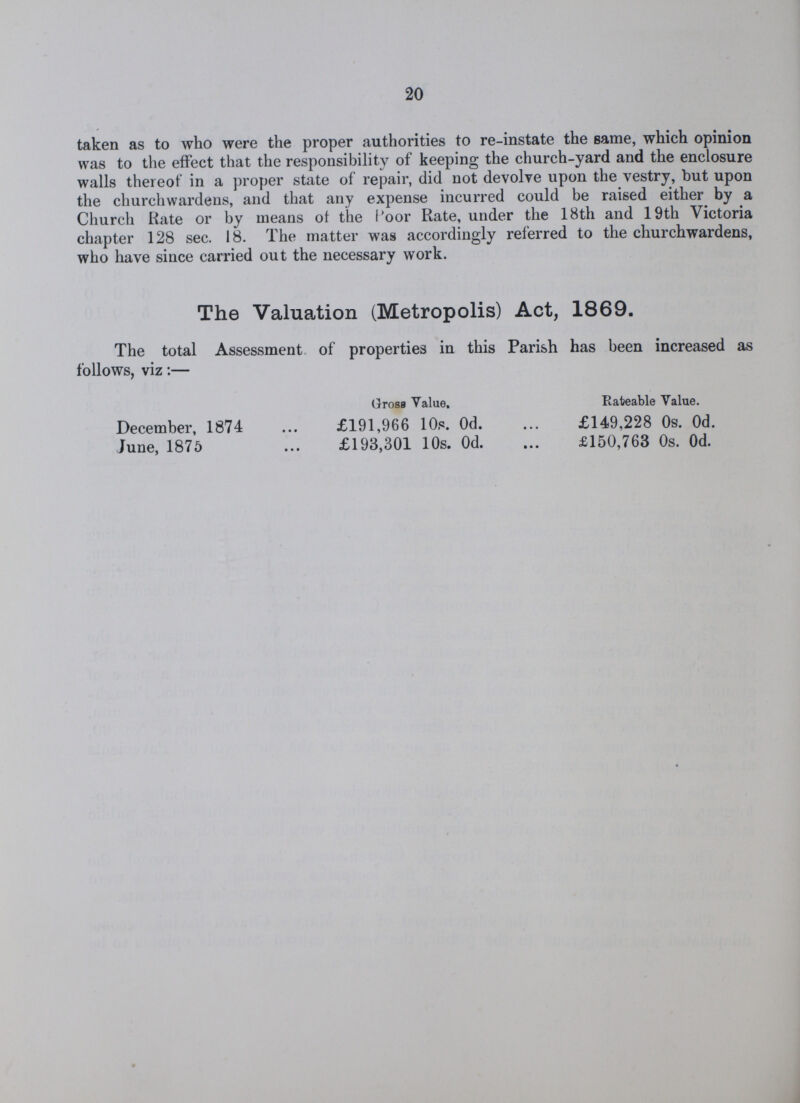 20
taken as to who were the proper authorities to re-instate the same, which opinion
was to the effect that the responsibility of keeping the church-yard and the enclosure
walls thereof in a proper state of repair, did not devolve upon the vestry, but upon
the churchwardens, and that any expense incurred could be raised either by a
Church Rate or by means of the Poor Rate, under the 18th and 19th Victoria
chapter 128 sec. 18. The matter was accordingly referred to the churchwardens,
who have since carried out the necessary work.
The Valuation (Metropolis) Act, 1869.
The total Assessment of properties in this Parish has been increased as
follows, viz :—
Gross Value. Rateable Value.
December, 1874 ... £191,966 10s. 0d. ... £149,228 0s. 0d.
June, 1875 ... £193,301 10s. 0d. ... £150,763 0s. 0d.